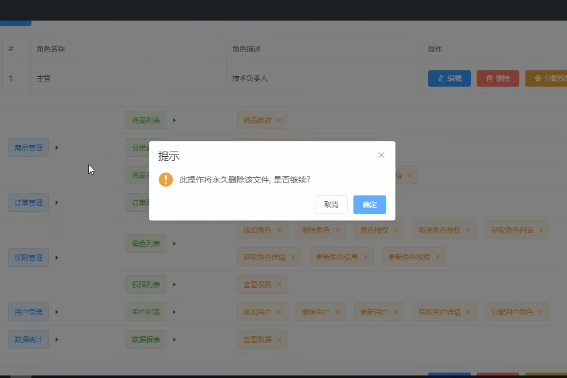 # 角色名称 角色描述 操作
1 主管 技术负责人 编辑 删除 分配权
商品列表 商品修改
商品管理 分类
商品
提示
此操作将永久删除该文件, 是否继续?
取消 确定
订单管理 订单
添加角色 删除角色 角色授权 取消角色授权 获取角色列表
权限管理 角色列表
获取角色详情 更新角色信息 更新角色权限
权限列表 查看权限
用户管理 用户列表 添加用户 删除用户 更新用户 获取用户详情 分配用户角色
数据统计 数据报表 查看数据